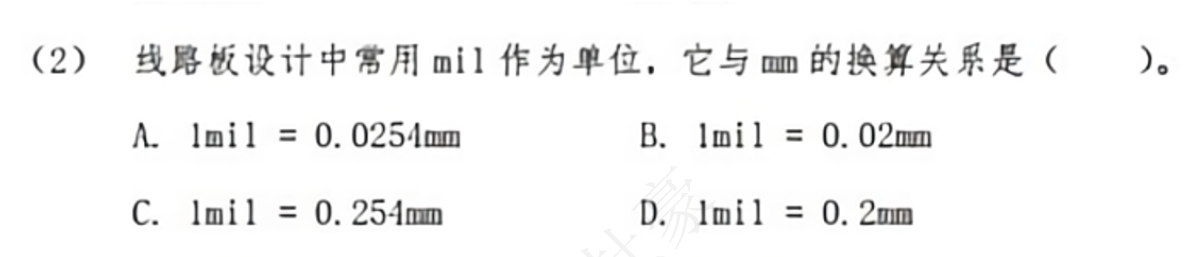 （2） 线路板设计中常用 mil 作为单位，它与 mm 的换算关系是（　　）。
A. 1mil = 0.0254mm　　B. 1mil = 0.02mm
C. 1mil = 0.254mm　　D. 1mil = 0.2mm